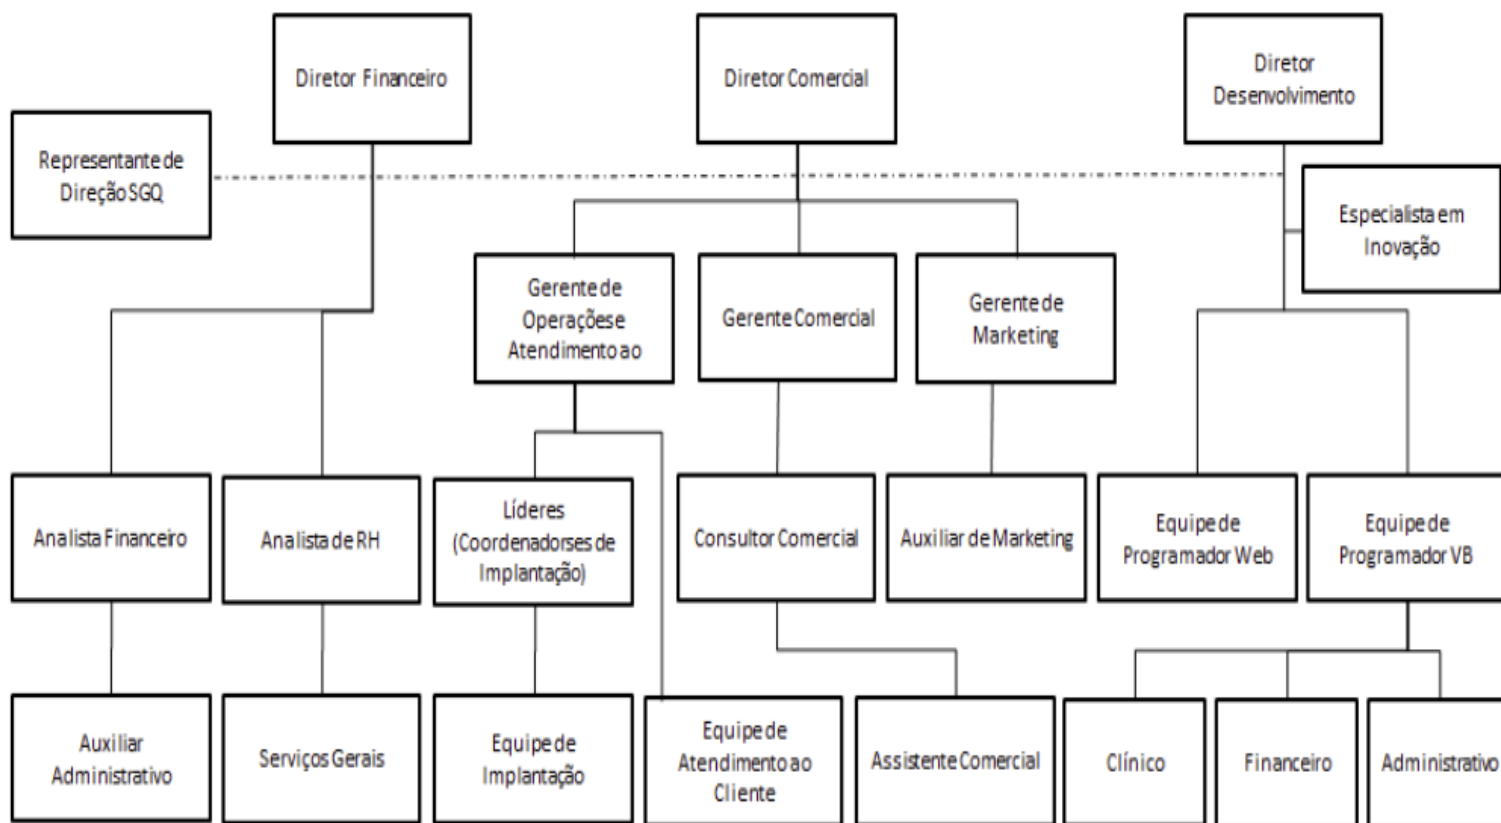 Diretor Financeiro
Diretor Comercial
Diretor
Desenvolvimento
Representante de
Direção SGQ
Especialista em
Inovação
Gerente de
Operações e
Atendimento ao
Gerente Comercial
Gerente de
Marketing
Analista Financeiro
Analista de RH
Líderes
(Coordenadorses de
Implantação)
Consultor Comercial
Auxiliar de Marketing
Equipe de
Programador Web
Equipe de
Programador VB
Auxiliar
Administrativo
Serviços Gerais
Equipe de
Implantação
Equipe de
Atendimento ao
Cliente
Assistente Comercial
Clínico
Financeiro
Administrativo